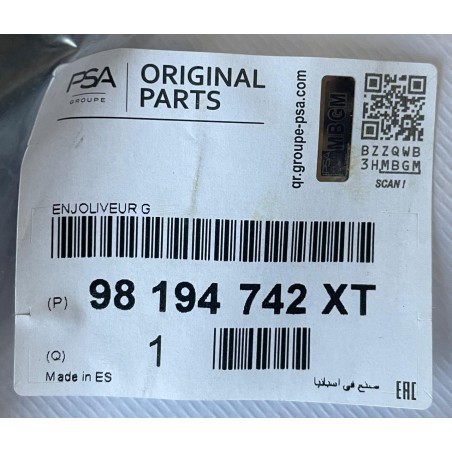 PSA
GROUPE
ORIGINAL
PARTS
qr.groupe-psa.com
MBGM
BZZQWB
3HMBGM
SCAN!
ENJOLIVEUR G
(P) 98 194 742 XT
(Q) 1
Made in ES
صنع في اسبانيا
EAC